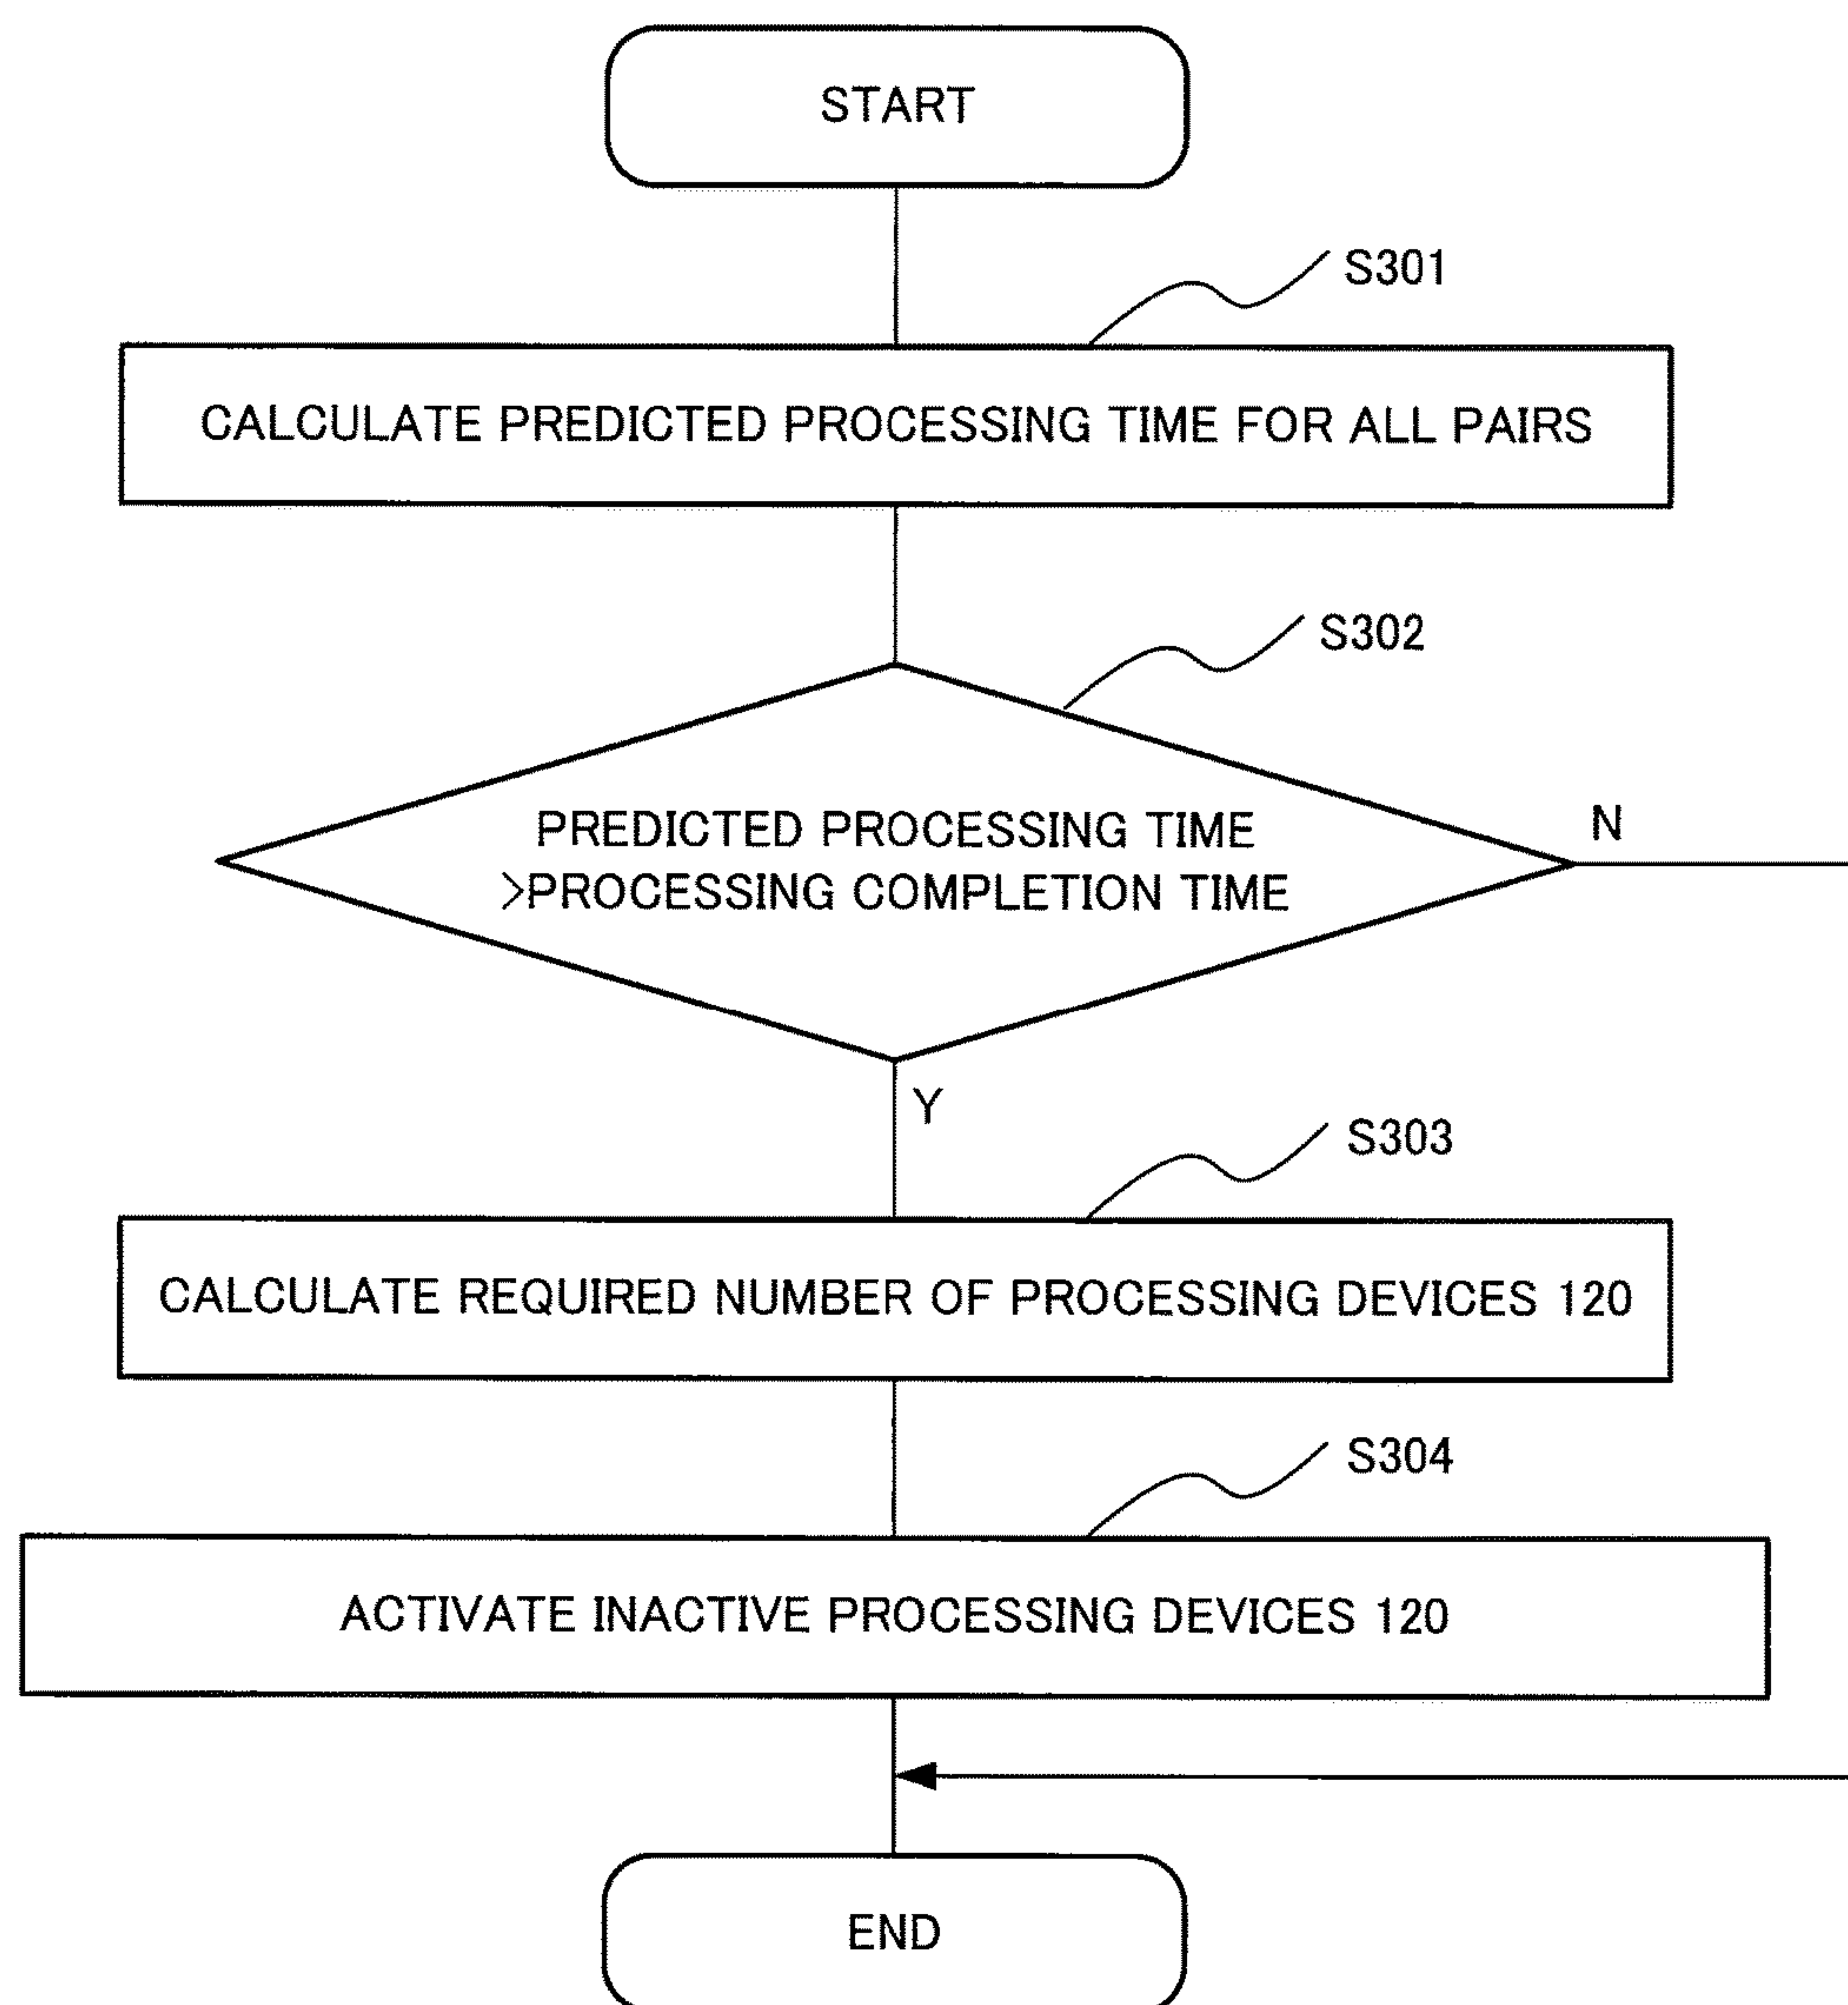 START
S301
CALCULATE PREDICTED PROCESSING TIME FOR ALL PAIRS
S302
PREDICTED PROCESSING TIME
>PROCESSING COMPLETION TIME
N
Y
S303
CALCULATE REQUIRED NUMBER OF PROCESSING DEVICES 120
S304
ACTIVATE INACTIVE PROCESSING DEVICES 120
END